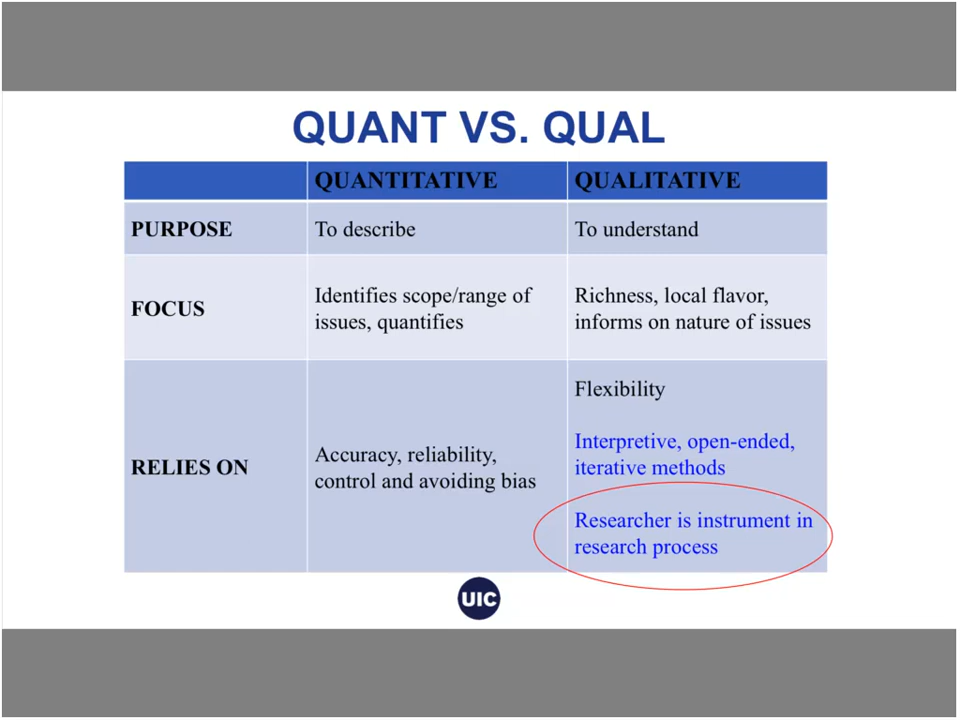 QUANT VS. QUAL
QUANTITATIVE
QUALITATIVE
PURPOSE
To describe
To understand
FOCUS
Identifies scope/range of
issues, quantifies
Richness, local flavor,
informs on nature of issues
RELIES ON
Accuracy, reliability,
control and avoiding bias
Flexibility
Interpretive, open-ended,
iterative methods
Researcher is instrument in
research process
UIC